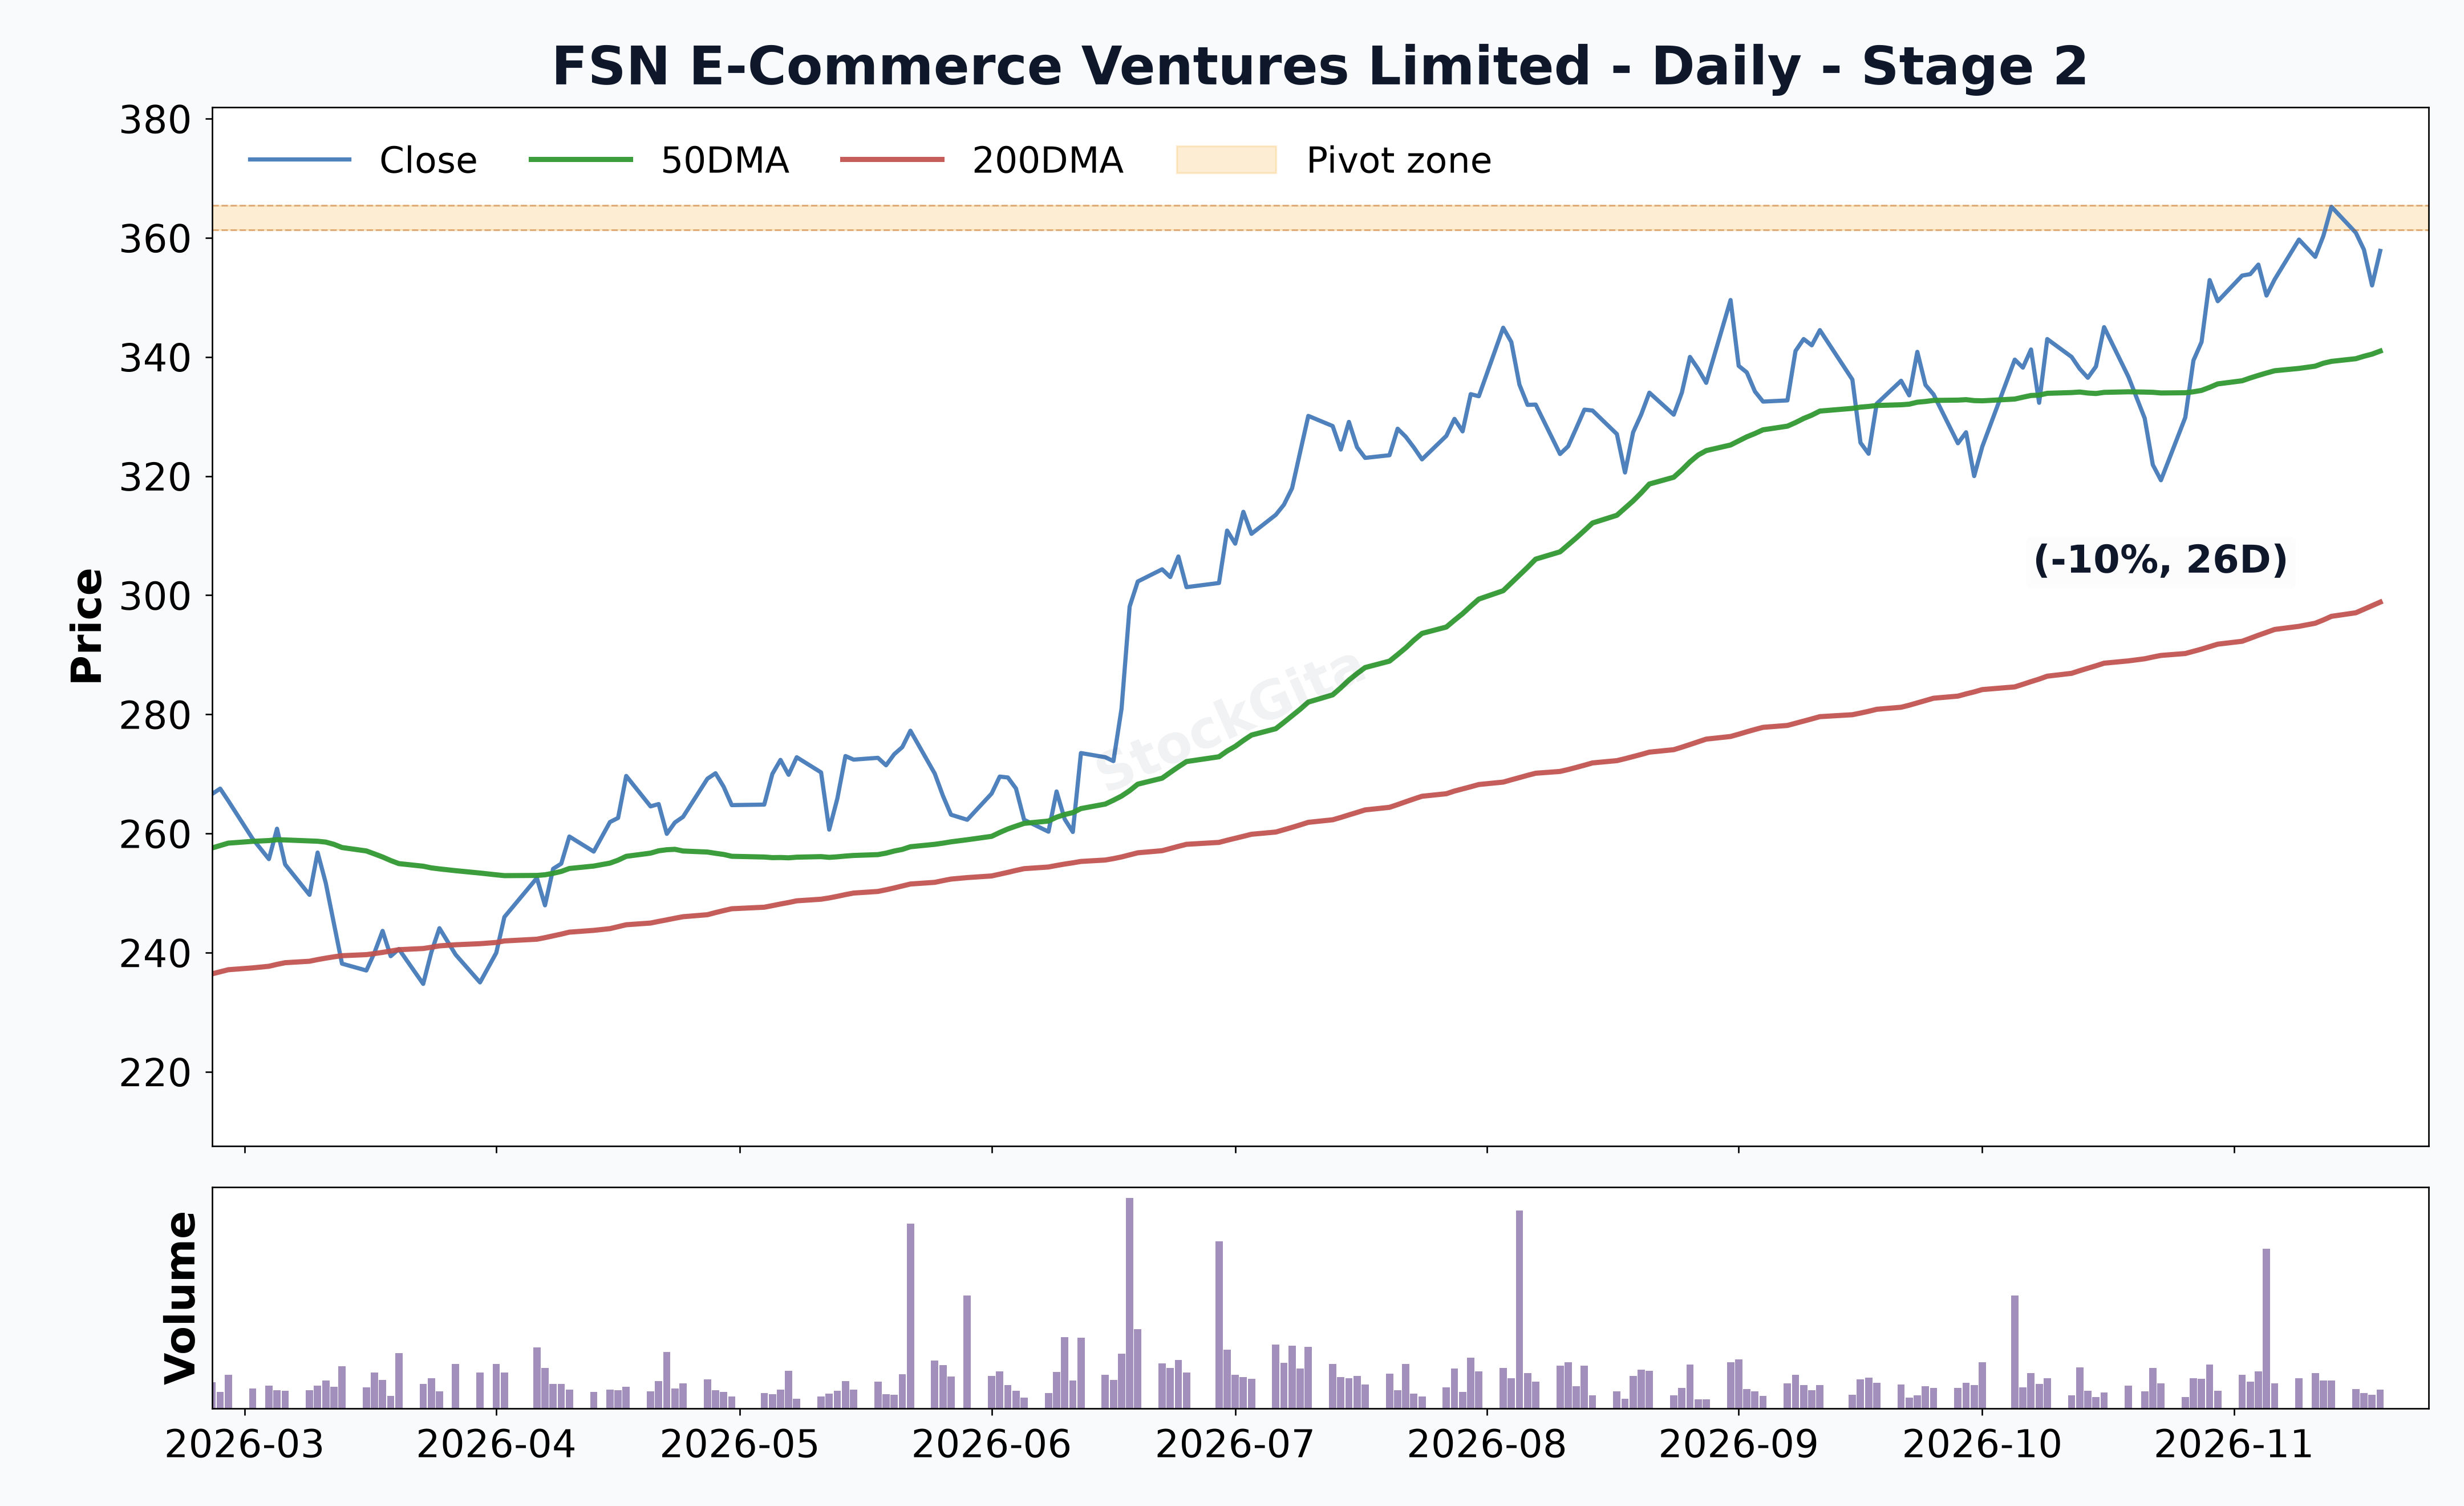 FSN E-Commerce Ventures Limited - Daily - Stage 2
Close 50DMA 200DMA Pivot zone
380
360
340
320
300
280
260
240
220
Price
(-10%, 26D)
StockGita
Volume
2026-03 2026-04 2026-05 2026-06 2026-07 2026-08 2026-09 2026-10 2026-11